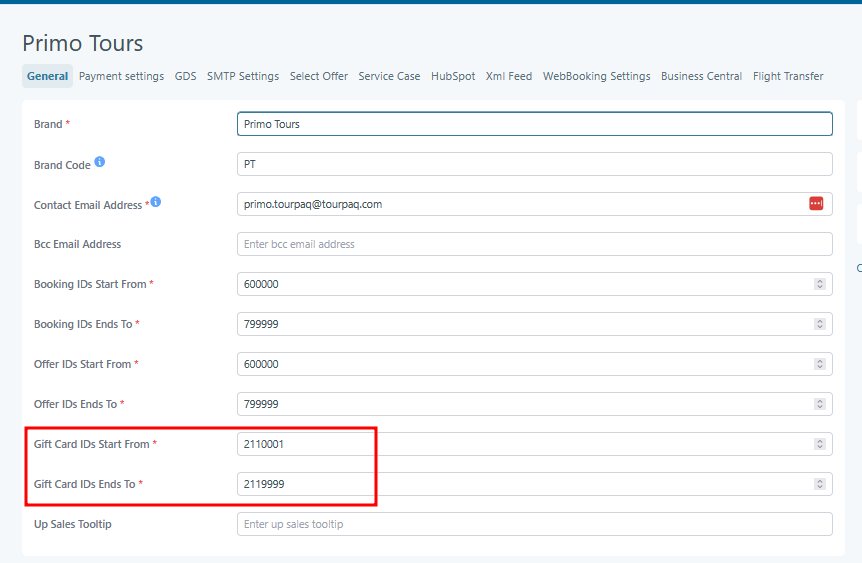 Primo Tours
General Payment settings GDS SMTP Settings Select Offer Service Case HubSpot Xml Feed WebBooking Settings Business Central Flight Transfer
Brand * Primo Tours
Brand Code i PT
Contact Email Address * i primo.tourpaq@tourpaq.com
Bcc Email Address Enter bcc email address
Booking IDs Start From * 600000
Booking IDs Ends To * 799999
Offer IDs Start From * 600000
Offer IDs Ends To * 799999
Gift Card IDs Start From * 2110001
Gift Card IDs Ends To * 2119999
Up Sales Tooltip Enter up sales tooltip